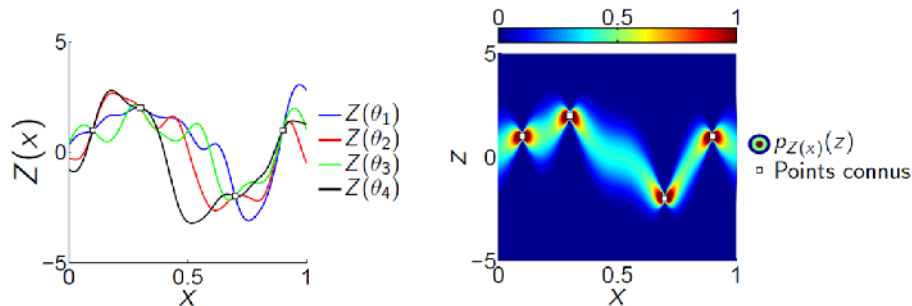 5
0
−5
0
0.5
1
x
Z(x)
Z(θ₁)
Z(θ₂)
Z(θ₃)
Z(θ₄)
0
0.5
1
5
0
−5
0
0.5
1
x
z
p_{Z(x)}(z)
Points connus